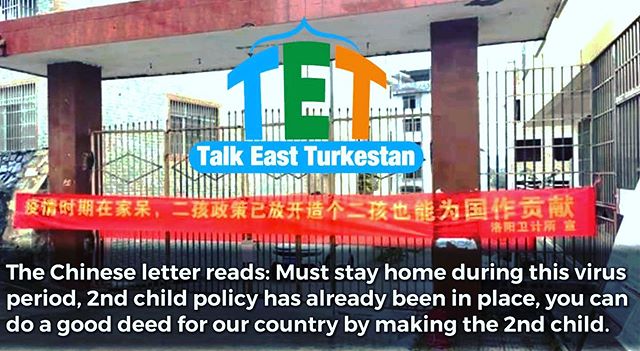 TET
Talk East Turkestan
疫情时期在家呆，二孩政策已放开造个二孩也能为国作贡献
洛阳卫计所 宣
The Chinese letter reads: Must stay home during this virus
period, 2nd child policy has already been in place, you can
do a good deed for our country by making the 2nd child.